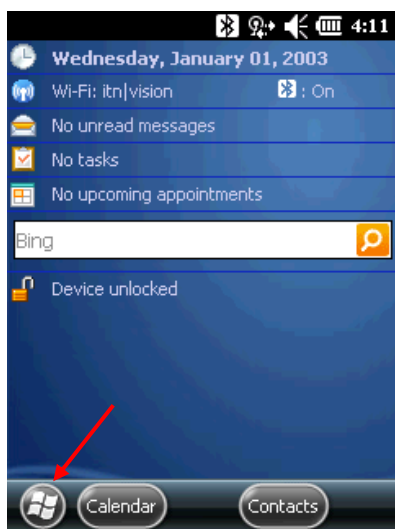 4:11
Wednesday, January 01, 2003
Wi-Fi: itn|vision : On
No unread messages
No tasks
No upcoming appointments
Bing
Device unlocked
Calendar Contacts